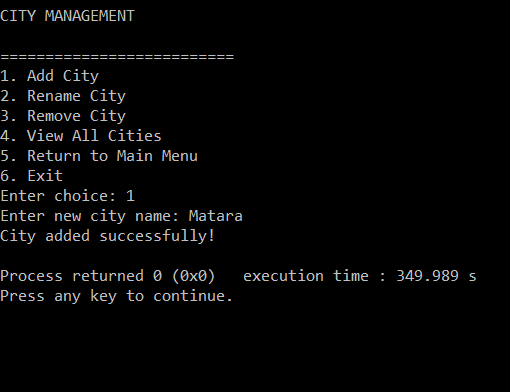 CITY MANAGEMENT
==========================
1. Add City
2. Rename City
3. Remove City
4. View All Cities
5. Return to Main Menu
6. Exit
Enter choice: 1
Enter new city name: Matara
City added successfully!
Process returned 0 (0x0)   execution time : 349.989 s
Press any key to continue.